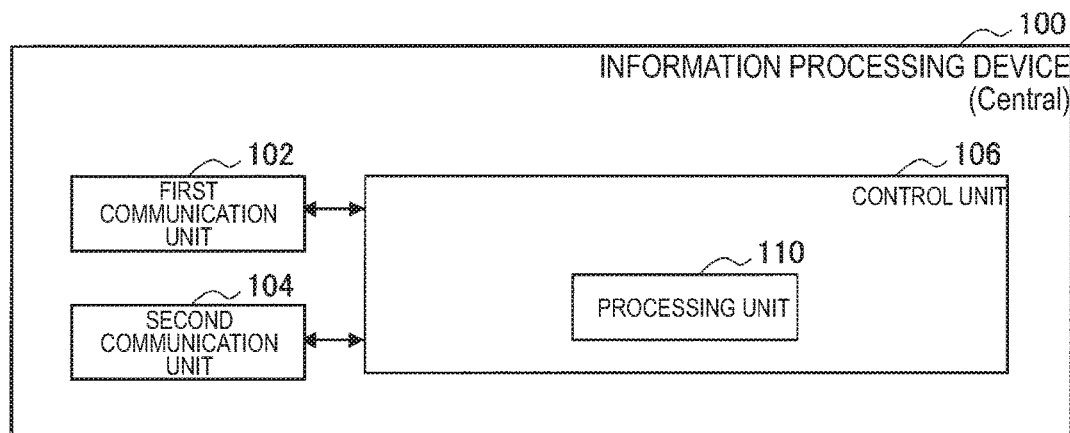 100
INFORMATION PROCESSING DEVICE
(Central)
102
FIRST
COMMUNICATION
UNIT
106
CONTROL UNIT
110
PROCESSING UNIT
104
SECOND
COMMUNICATION
UNIT